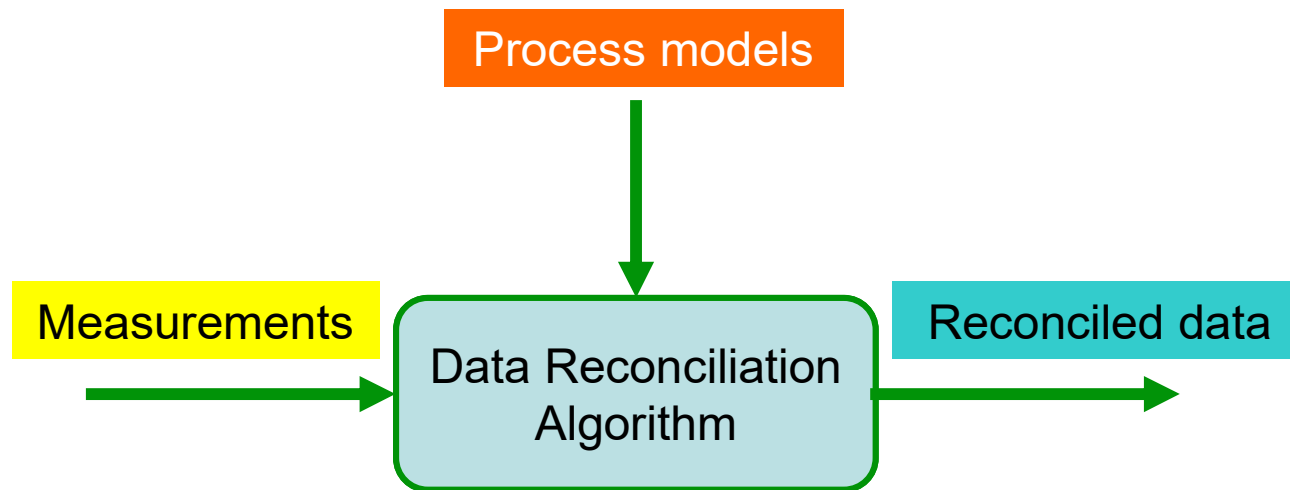 Process models
Measurements
Reconciled data
Data Reconciliation
Algorithm